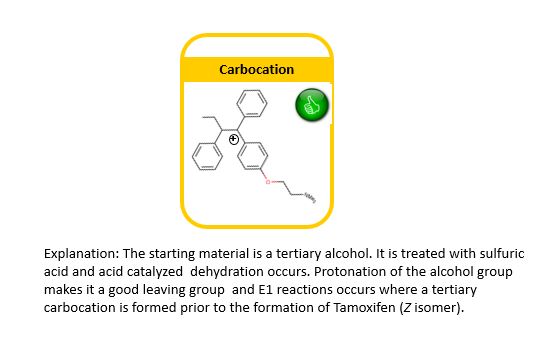 Carbocation
Explanation: The starting material is a tertiary alcohol. It is treated with sulfuric
acid and acid catalyzed  dehydration occurs. Protonation of the alcohol group
makes it a good leaving group  and E1 reactions occurs where a tertiary
carbocation is formed prior to the formation of Tamoxifen (Z isomer).